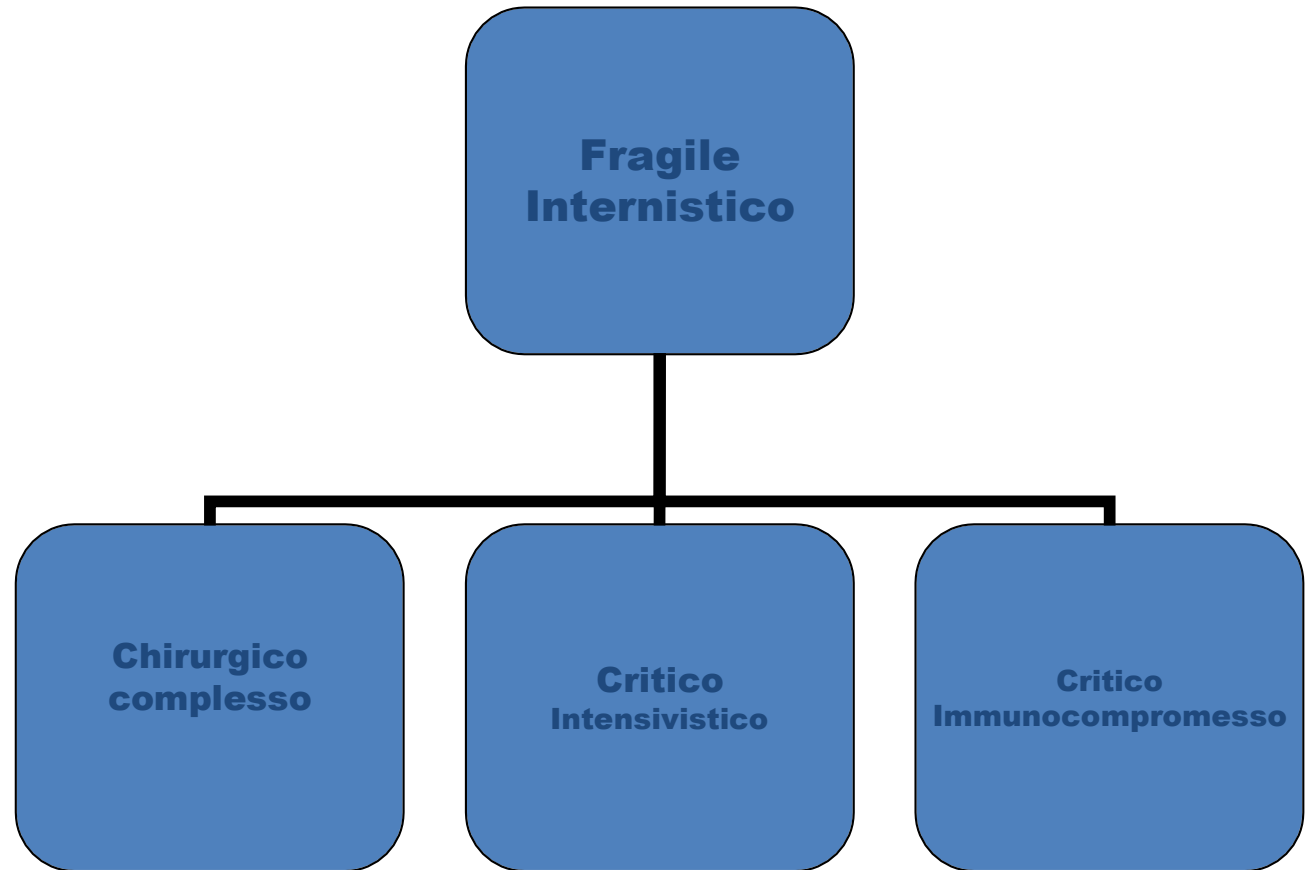 Fragile
Internistico
Chirurgico
complesso
Critico
Intensivistico
Critico
Immunocompromesso